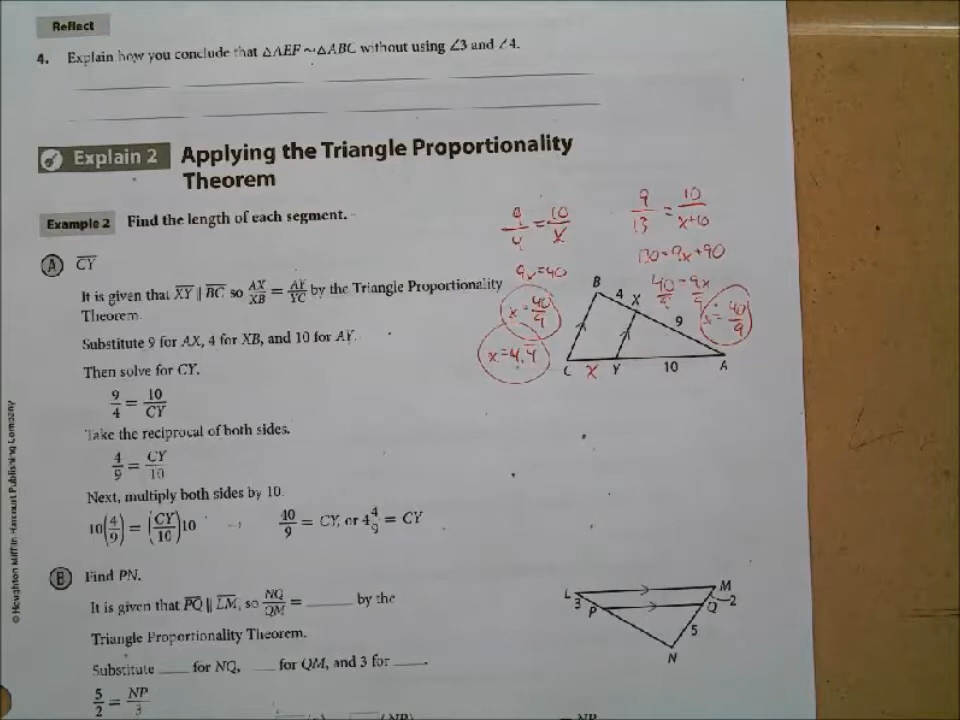 Reflect
4. Explain how you conclude that △AEF ~ △ABC without using ∠3 and ∠4.
Explain 2 Applying the Triangle Proportionality
Theorem
Example 2 Find the length of each segment.
A CY
It is given that XY ∥ BC so AX/XB = AY/YC by the Triangle Proportionality
Theorem.
Substitute 9 for AX, 4 for XB, and 10 for AY.
Then solve for CY.
9/4 = 10/CY
Take the reciprocal of both sides.
4/9 = CY/10
Next, multiply both sides by 10.
10(4/9) = (CY/10)10 → 40/9 = CY, or 4 4/9 = CY
9/4 = 10/x
9x=40
x=40/9
x=4.4̅
9/13 = 10/x+10
130=9x+90
40/9=9x/9
x=40/9
B 4 X 9
C x Y 10 A
B Find PN.
It is given that PQ ∥ LM, so NQ/QM = ____ by the
Triangle Proportionality Theorem.
Substitute ____ for NQ, ____ for QM, and 3 for ____.
5/2 = NP/3
L M
3 P Q 2
5
N
© Houghton Mifflin Harcourt Publishing Company